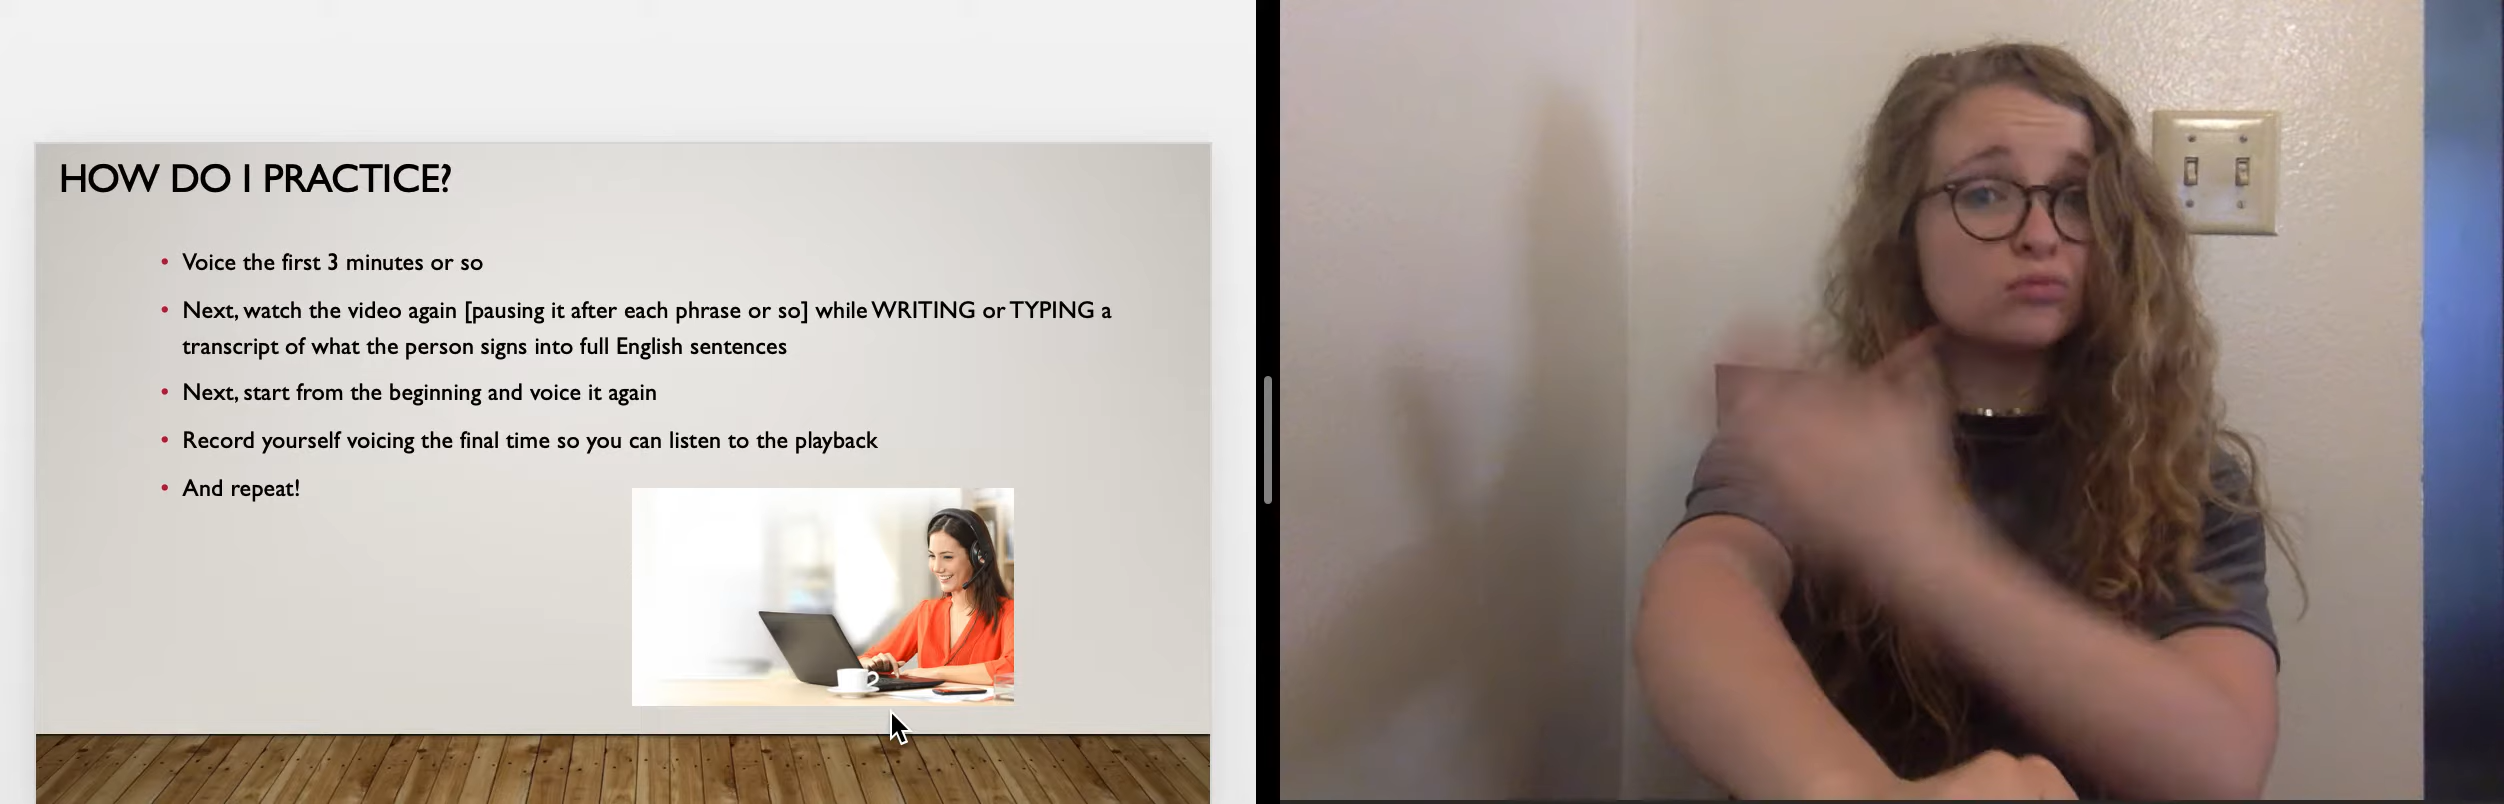 HOW DO I PRACTICE?
• Voice the first 3 minutes or so
• Next, watch the video again [pausing it after each phrase or so] while WRITING or TYPING a
transcript of what the person signs into full English sentences
• Next, start from the beginning and voice it again
• Record yourself voicing the final time so you can listen to the playback
• And repeat!